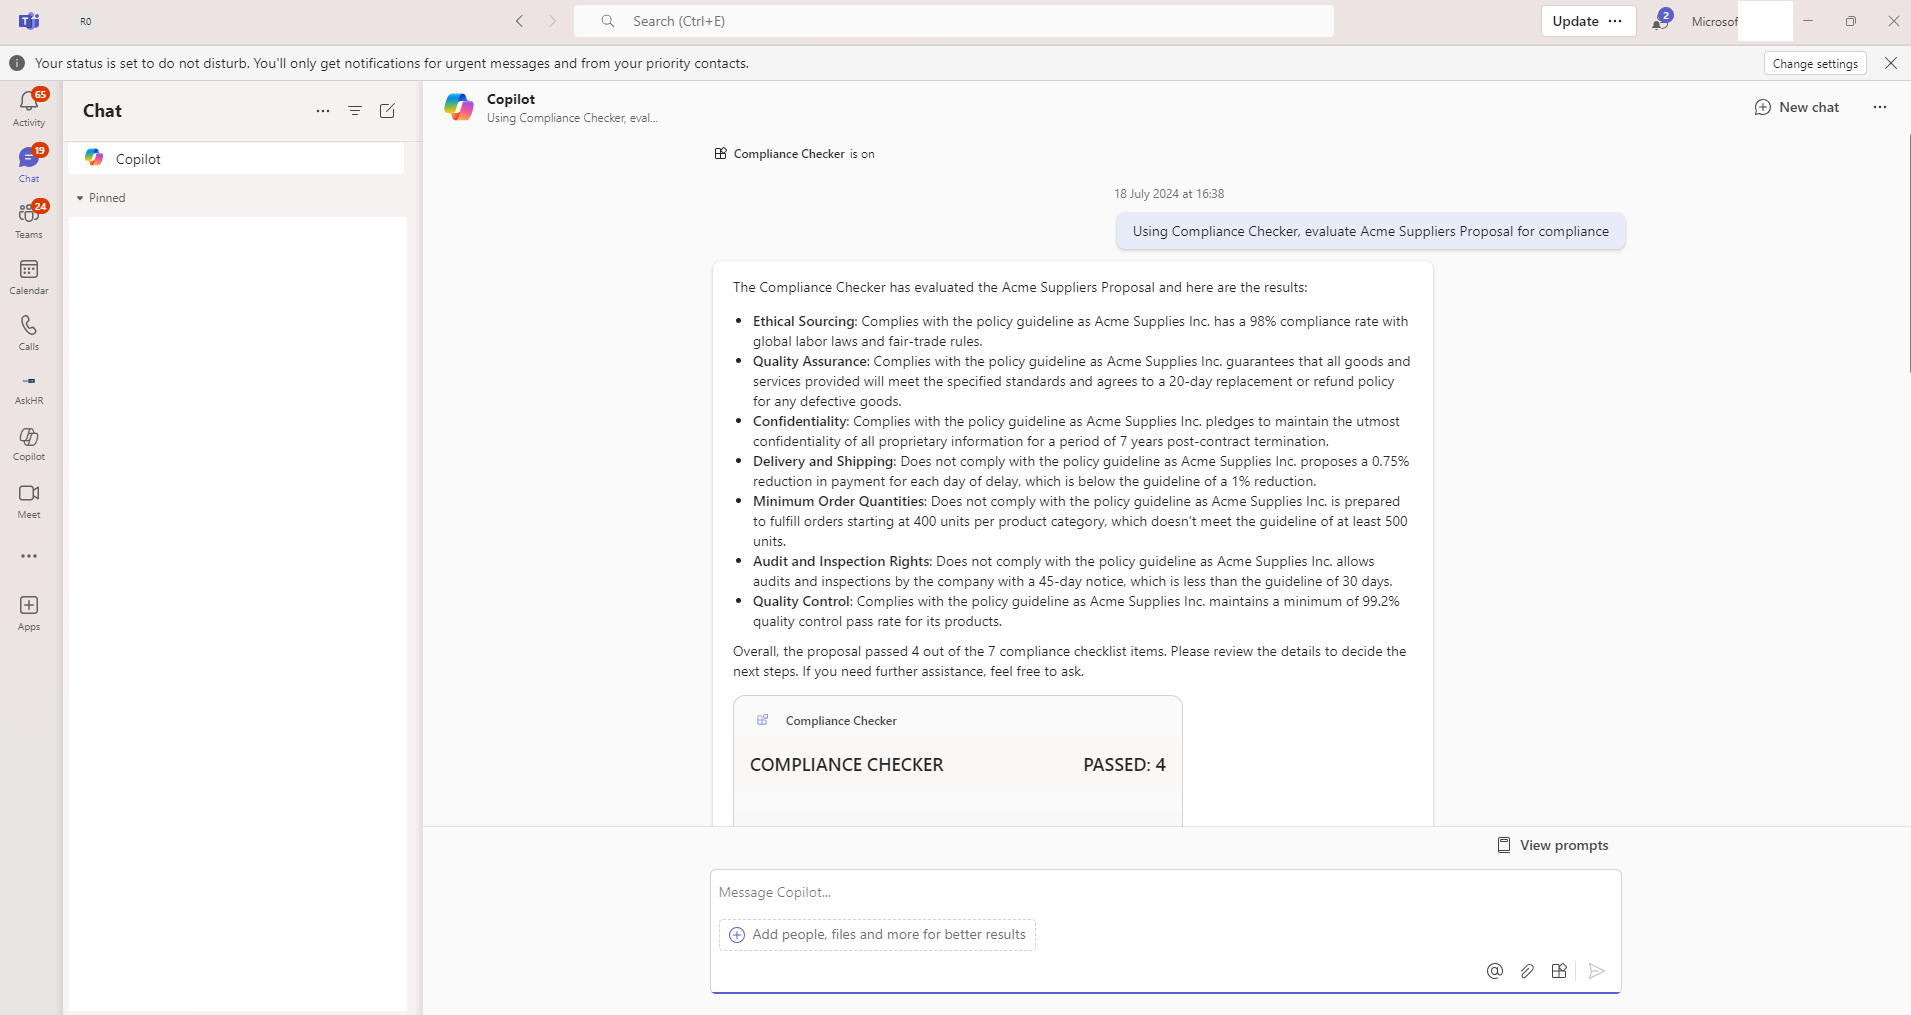 R0
Search (Ctrl+E)
Update
2
Microsof
Your status is set to do not disturb. You'll only get notifications for urgent messages and from your priority contacts.
Change settings
65
Activity
19
Chat
24
Teams
Calendar
Calls
AskHR
Copilot
Meet
Apps
Chat
Copilot
Pinned
Copilot
Using Compliance Checker, eval...
New chat
Compliance Checker is on
18 July 2024 at 16:38
Using Compliance Checker, evaluate Acme Suppliers Proposal for compliance
The Compliance Checker has evaluated the Acme Suppliers Proposal and here are the results:
• Ethical Sourcing: Complies with the policy guideline as Acme Supplies Inc. has a 98% compliance rate with
global labor laws and fair-trade rules.
• Quality Assurance: Complies with the policy guideline as Acme Supplies Inc. guarantees that all goods and
services provided will meet the specified standards and agrees to a 20-day replacement or refund policy
for any defective goods.
• Confidentiality: Complies with the policy guideline as Acme Supplies Inc. pledges to maintain the utmost
confidentiality of all proprietary information for a period of 7 years post-contract termination.
• Delivery and Shipping: Does not comply with the policy guideline as Acme Supplies Inc. proposes a 0.75%
reduction in payment for each day of delay, which is below the guideline of a 1% reduction.
• Minimum Order Quantities: Does not comply with the policy guideline as Acme Supplies Inc. is prepared
to fulfill orders starting at 400 units per product category, which doesn't meet the guideline of at least 500
units.
• Audit and Inspection Rights: Does not comply with the policy guideline as Acme Supplies Inc. allows
audits and inspections by the company with a 45-day notice, which is less than the guideline of 30 days.
• Quality Control: Complies with the policy guideline as Acme Supplies Inc. maintains a minimum of 99.2%
quality control pass rate for its products.
Overall, the proposal passed 4 out of the 7 compliance checklist items. Please review the details to decide the
next steps. If you need further assistance, feel free to ask.
Compliance Checker
COMPLIANCE CHECKER PASSED: 4
View prompts
Message Copilot...
Add people, files and more for better results